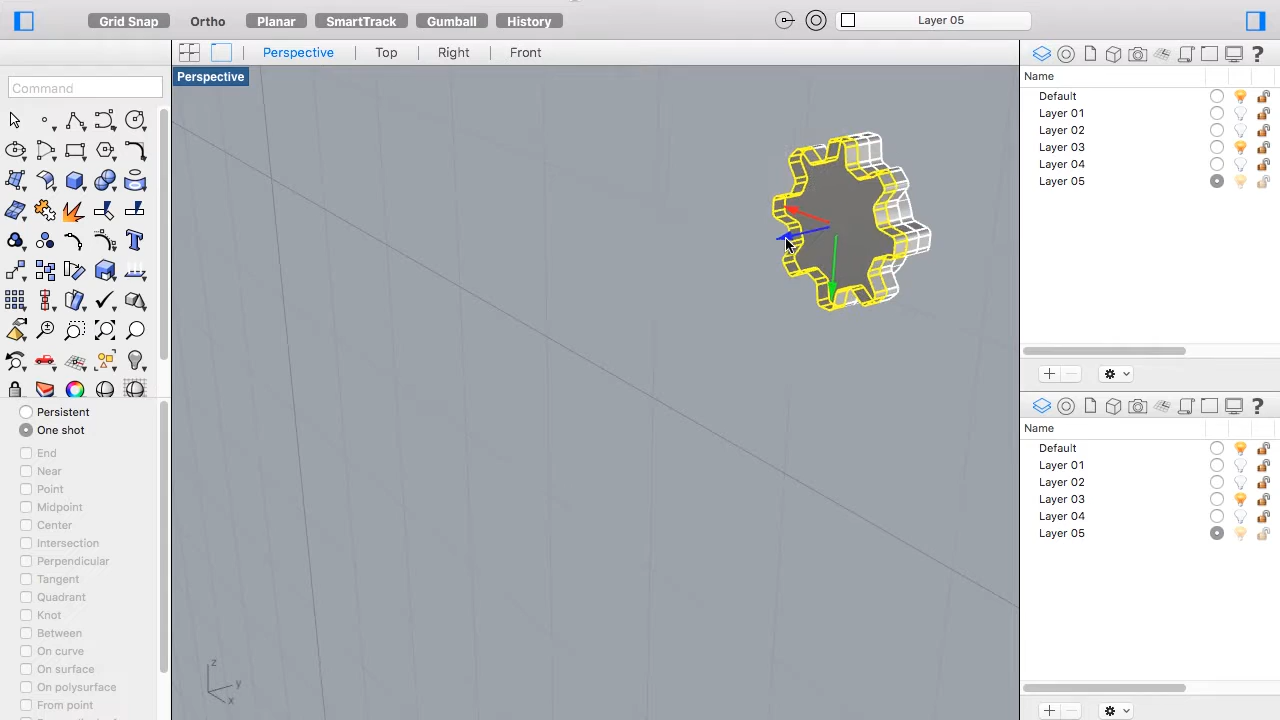 Grid Snap Ortho Planar SmartTrack Gumball History Layer 05
Perspective Top Right Front
Perspective
Command
Persistent
One shot
End
Near
Point
Midpoint
Center
Intersection
Perpendicular
Tangent
Quadrant
Knot
Between
On curve
On surface
On polysurface
From point
z
y
x
Name
Default
Layer 01
Layer 02
Layer 03
Layer 04
Layer 05
Name
Default
Layer 01
Layer 02
Layer 03
Layer 04
Layer 05